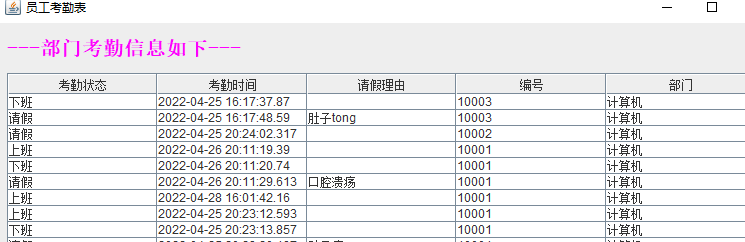 员工考勤表
---部门考勤信息如下---
考勤状态 考勤时间 请假理由 编号 部门
下班 2022-04-25 16:17:37.87 10003 计算机
请假 2022-04-25 16:17:48.59 肚子tong 10003 计算机
请假 2022-04-25 20:24:02.317 10002 计算机
上班 2022-04-26 20:11:19.39 10001 计算机
下班 2022-04-26 20:11:20.74 10001 计算机
请假 2022-04-26 20:11:29.613 口腔溃疡 10001 计算机
上班 2022-04-28 16:01:42.16 10001 计算机
上班 2022-04-25 20:23:12.593 10001 计算机
下班 2022-04-25 20:23:13.857 10001 计算机